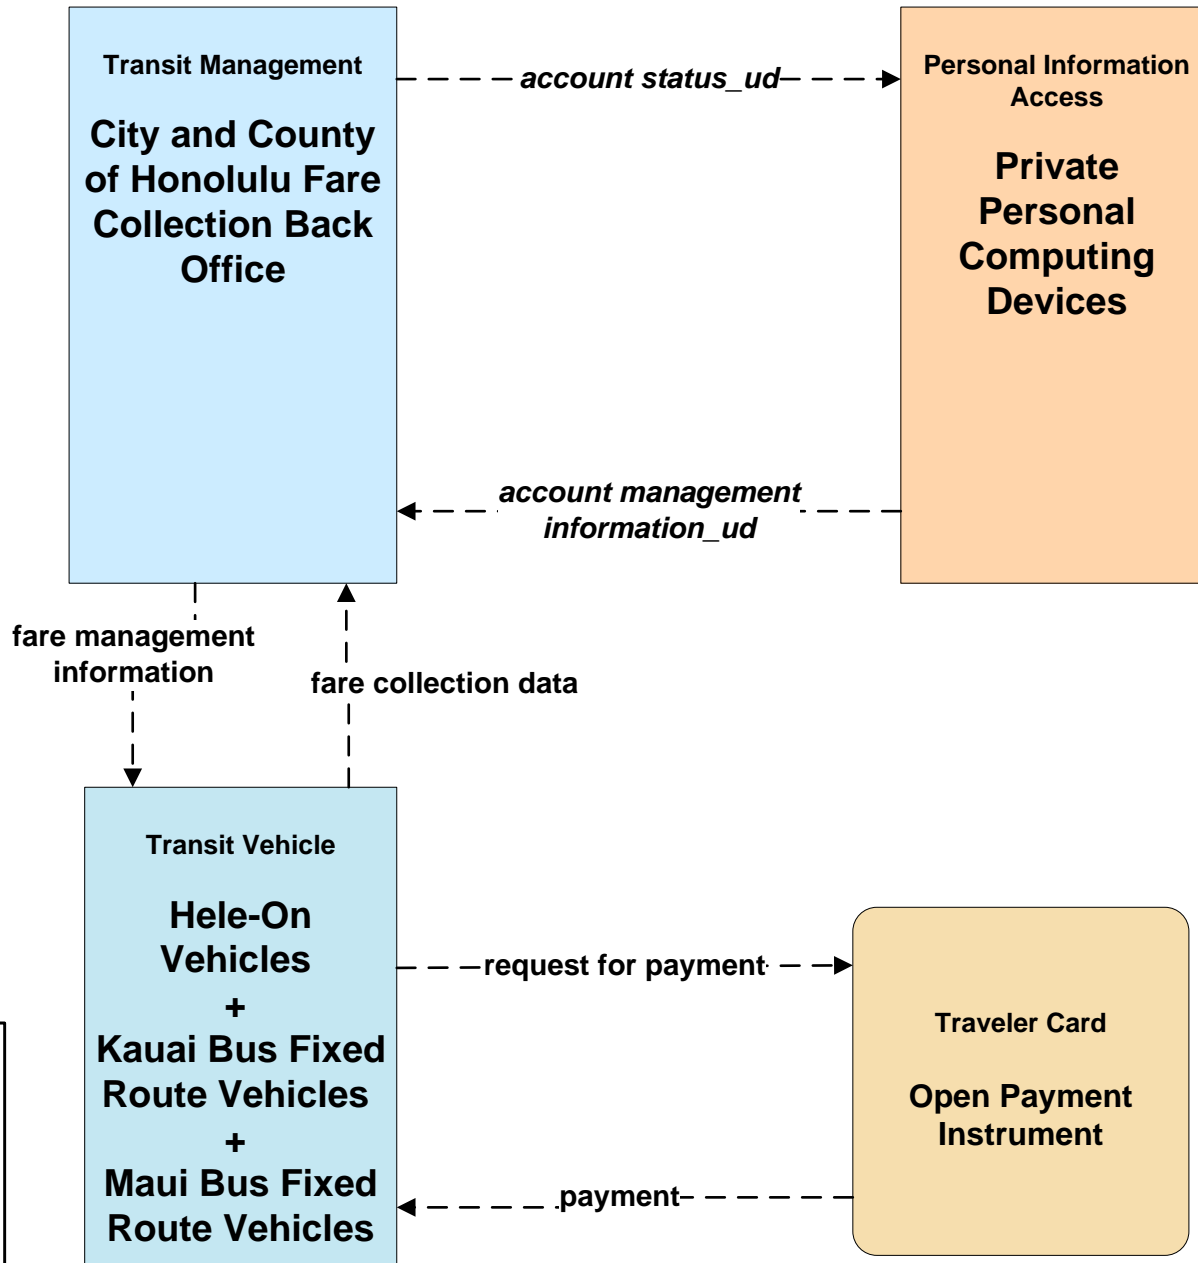 Transit Management
City and County
of Honolulu Fare
Collection Back
Office
account status_ud
Personal Information
Access
Private
Personal
Computing
Devices
account management
information_ud
fare management
information
fare collection data
Transit Vehicle
Hele-On
Vehicles
+
Kauai Bus Fixed
Route Vehicles
+
Maui Bus Fixed
Route Vehicles
request for payment
payment
Traveler Card
Open Payment
Instrument